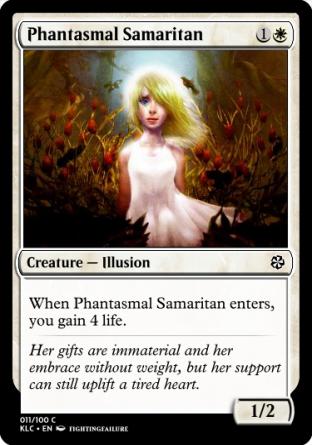 Phantasmal Samaritan 1
Creature — Illusion
When Phantasmal Samaritan enters,
you gain 4 life.
Her gifts are immaterial and her
embrace without weight, but her support
can still uplift a tired heart.
1/2
011/100 C
KLC • EN FIGHTINGFAILURE